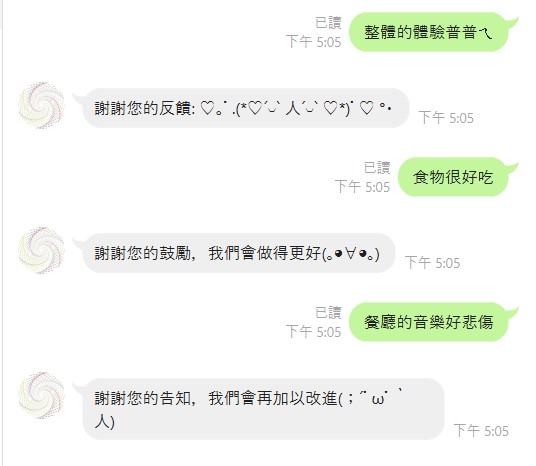 已讀
下午 5:05
整體的體驗普普ㄟ
謝謝您的反饋: ♡｡ﾟ.(*♡´◡` 人´◡` ♡*)ﾟ♡ °・
下午 5:05
已讀
下午 5:05
食物很好吃
謝謝您的鼓勵，我們會做得更好(｡◕∀◕｡)
下午 5:05
已讀
下午 5:05
餐廳的音樂好悲傷
謝謝您的告知，我們會再加以改進(；´ﾟωﾟ｀
人)
下午 5:05